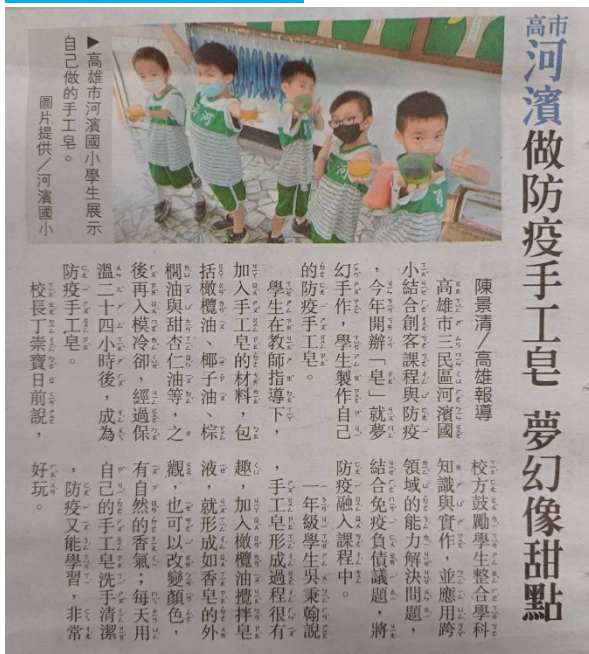 高市
河濱做防疫手工皂 夢幻像甜點
▶高雄市河濱國小學生展示
自己做的手工皂。
圖片提供／河濱國小
陳景清／高雄報導
高雄市三民區河濱國
小結合創客課程與防疫
，今年開辦「皂」就夢
幻手作，學生製作自己
的防疫手工皂。
學生在教師指導下，
加入手工皂的材料，包
括橄欖油、椰子油、棕
櫚油與甜杏仁油等，之
後再入模冷卻，經過保
溫二十四小時後，成為
防疫手工皂。
校長丁崇寶日前說，
校方鼓勵學生整合學科
知識與實作，並應用跨
領域的能力解決問題，
結合免疫負債議題，將
防疫融入課程中。
一年級學生吳秉翰說
，手工皂形成過程很有
趣，加入橄欖油攪拌皂
液，就形成如香皂的外
觀，也可以改變顏色，
有自然的香氣；每天用
自己的手工皂洗手清潔
，防疫又能學習，非常
好玩。